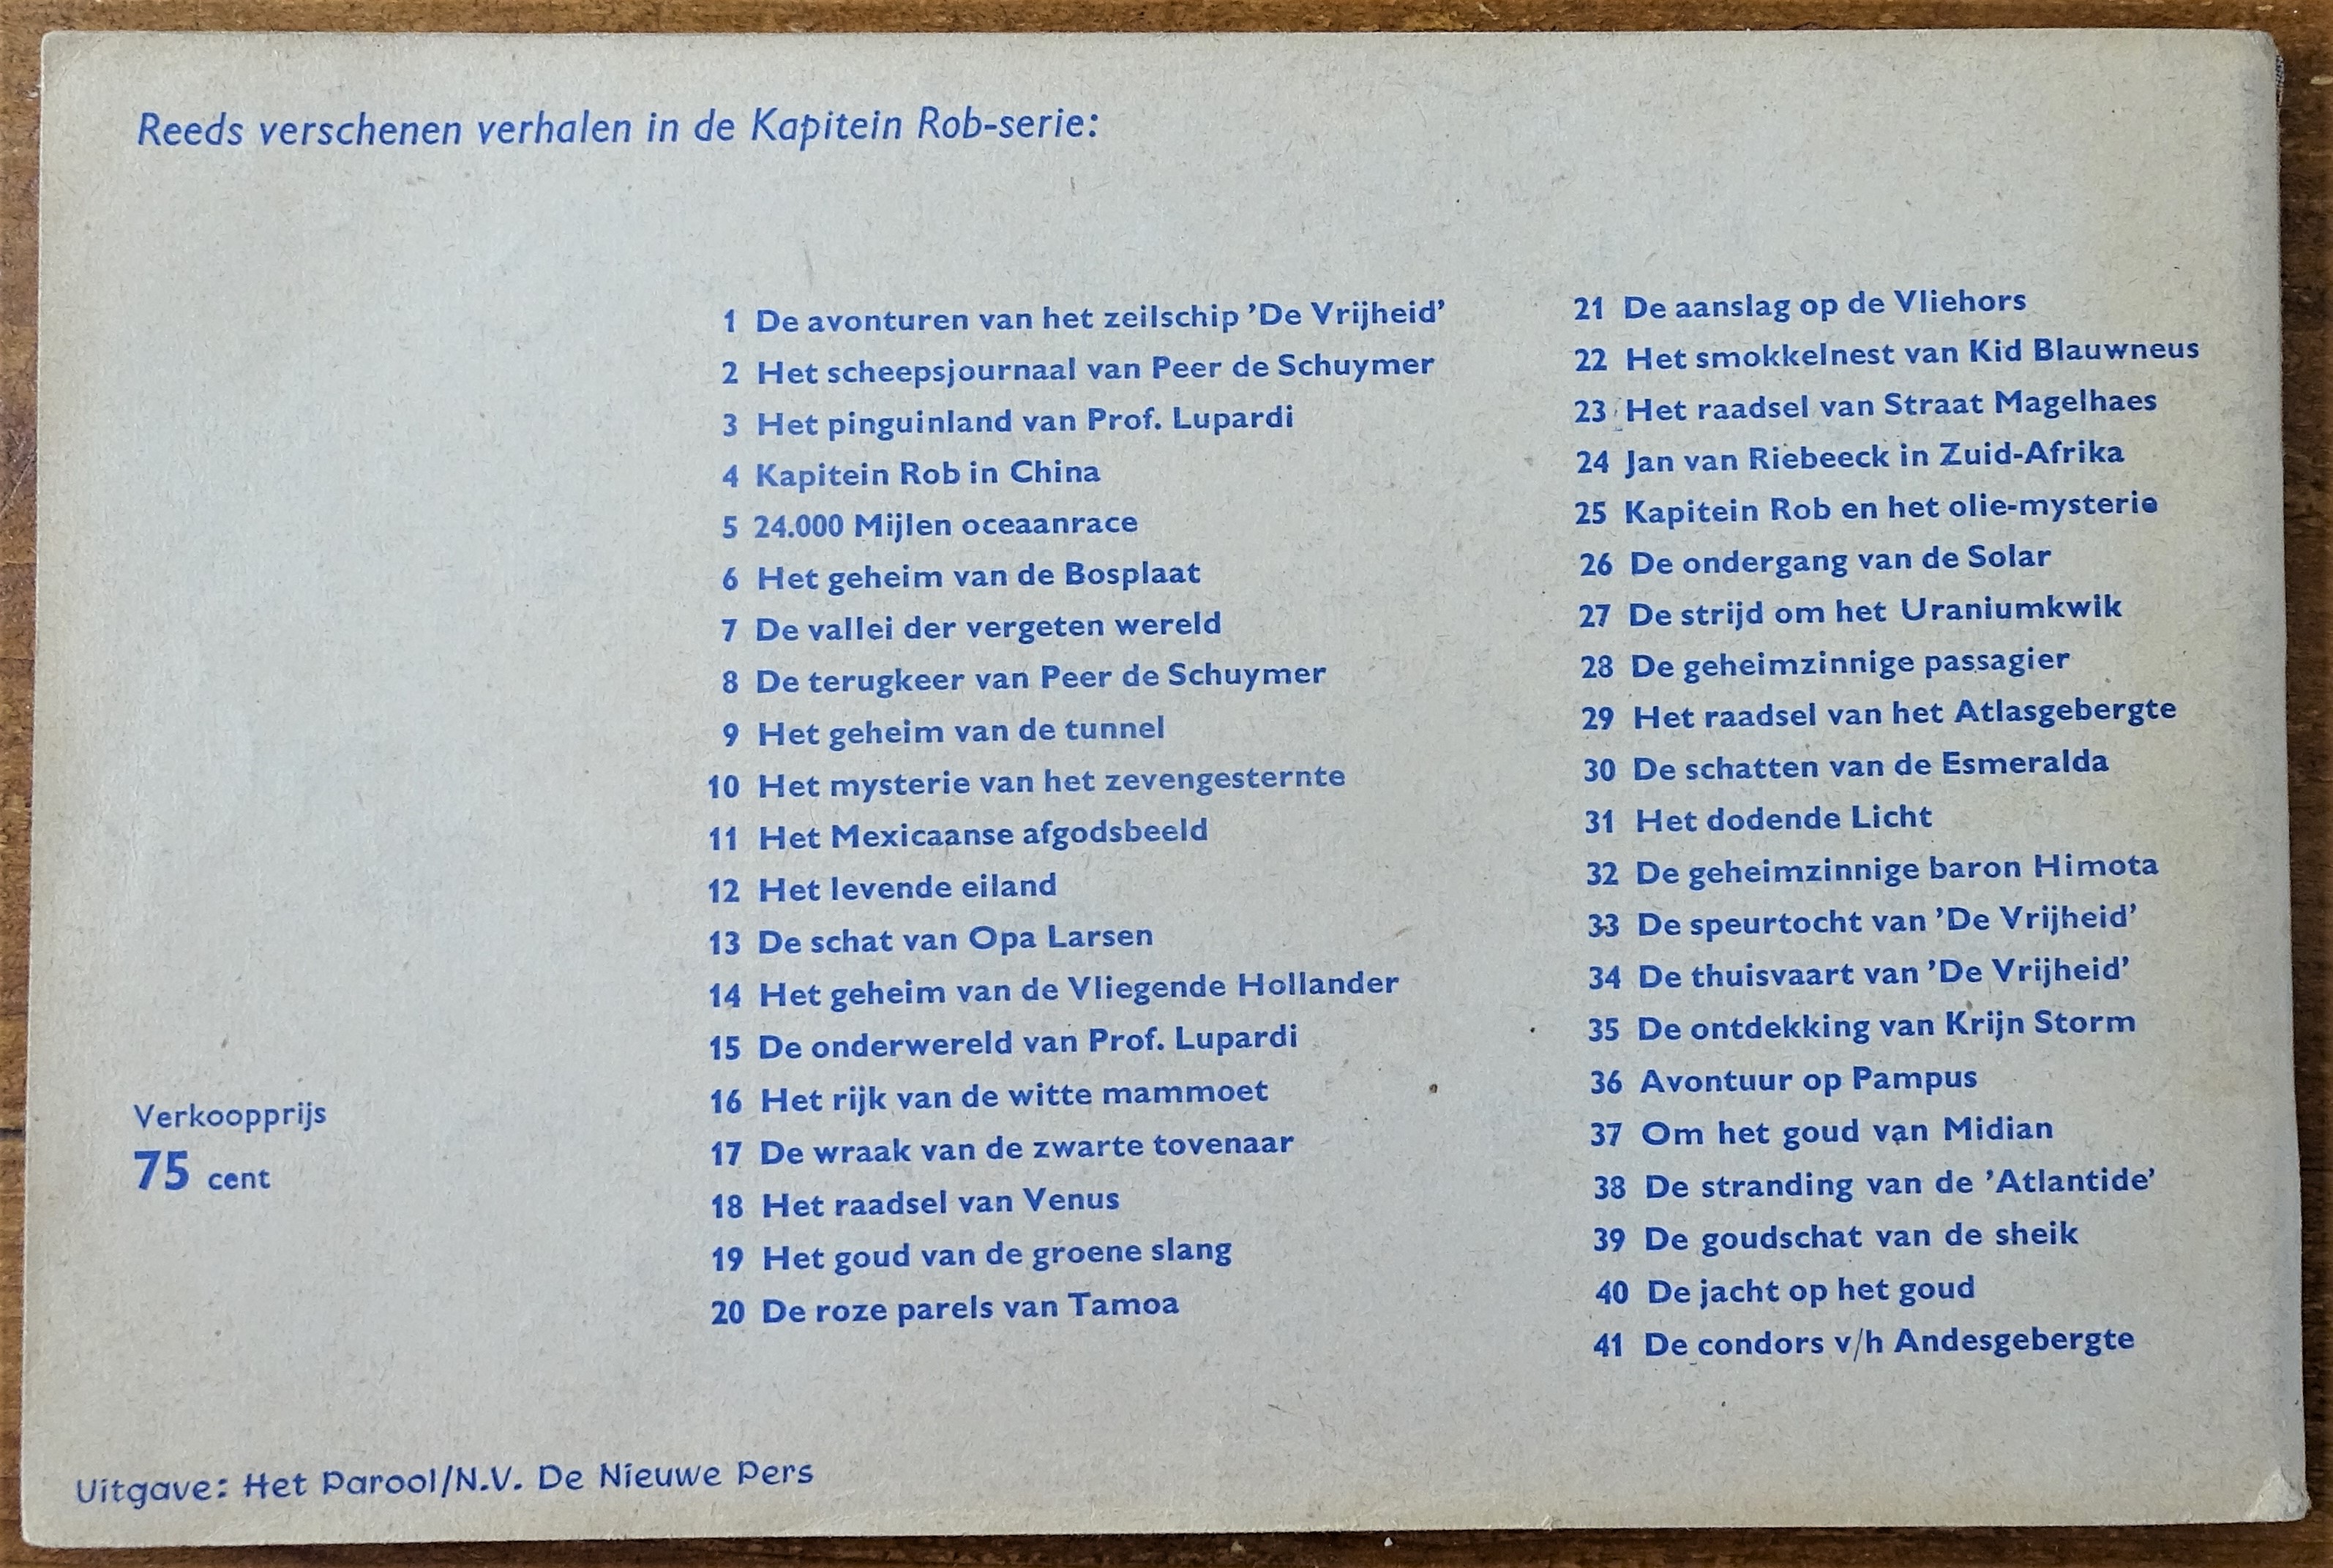 Reeds verschenen verhalen in de Kapitein Rob-serie:
1 De avonturen van het zeilschip ’De Vrijheid’
2 Het scheepsjournaal van Peer de Schuymer
3 Het pinguinland van Prof. Lupardi
4 Kapitein Rob in China
5 24.000 Mijlen oceaanrace
6 Het geheim van de Bosplaat
7 De vallei der vergeten wereld
8 De terugkeer van Peer de Schuymer
9 Het geheim van de tunnel
10 Het mysterie van het zevengesternte
11 Het Mexicaanse afgodsbeeld
12 Het levende eiland
13 De schat van Opa Larsen
14 Het geheim van de Vliegende Hollander
15 De onderwereld van Prof. Lupardi
16 Het rijk van de witte mammoet
17 De wraak van de zwarte tovenaar
18 Het raadsel van Venus
19 Het goud van de groene slang
20 De roze parels van Tamoa
21 De aanslag op de Vliehors
22 Het smokkelnest van Kid Blauwneus
23 Het raadsel van Straat Magelhaes
24 Jan van Riebeeck in Zuid-Afrika
25 Kapitein Rob en het olie-mysterie
26 De ondergang van de Solar
27 De strijd om het Uraniumkwik
28 De geheimzinnige passagier
29 Het raadsel van het Atlasgebergte
30 De schatten van de Esmeralda
31 Het dodende Licht
32 De geheimzinnige baron Himota
33 De speurtocht van ’De Vrijheid’
34 De thuisvaart van ’De Vrijheid’
35 De ontdekking van Krijn Storm
36 Avontuur op Pampus
37 Om het goud van Midian
38 De stranding van de ’Atlantide’
39 De goudschat van de sheik
40 De jacht op het goud
41 De condors v/h Andesgebergte
Verkoopprijs
75 cent
Uitgave: Het Parool/N.V. De Nieuwe Pers